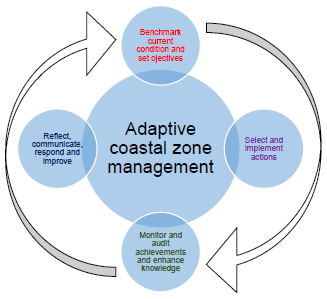 Benchmark
current
condition and
set ojectives
Adaptive
coastal zone
management
Select and
implement
actions
Monitor and
audit
achievements
and enhance
knowledge
Reflect,
communicate,
respond and
improve